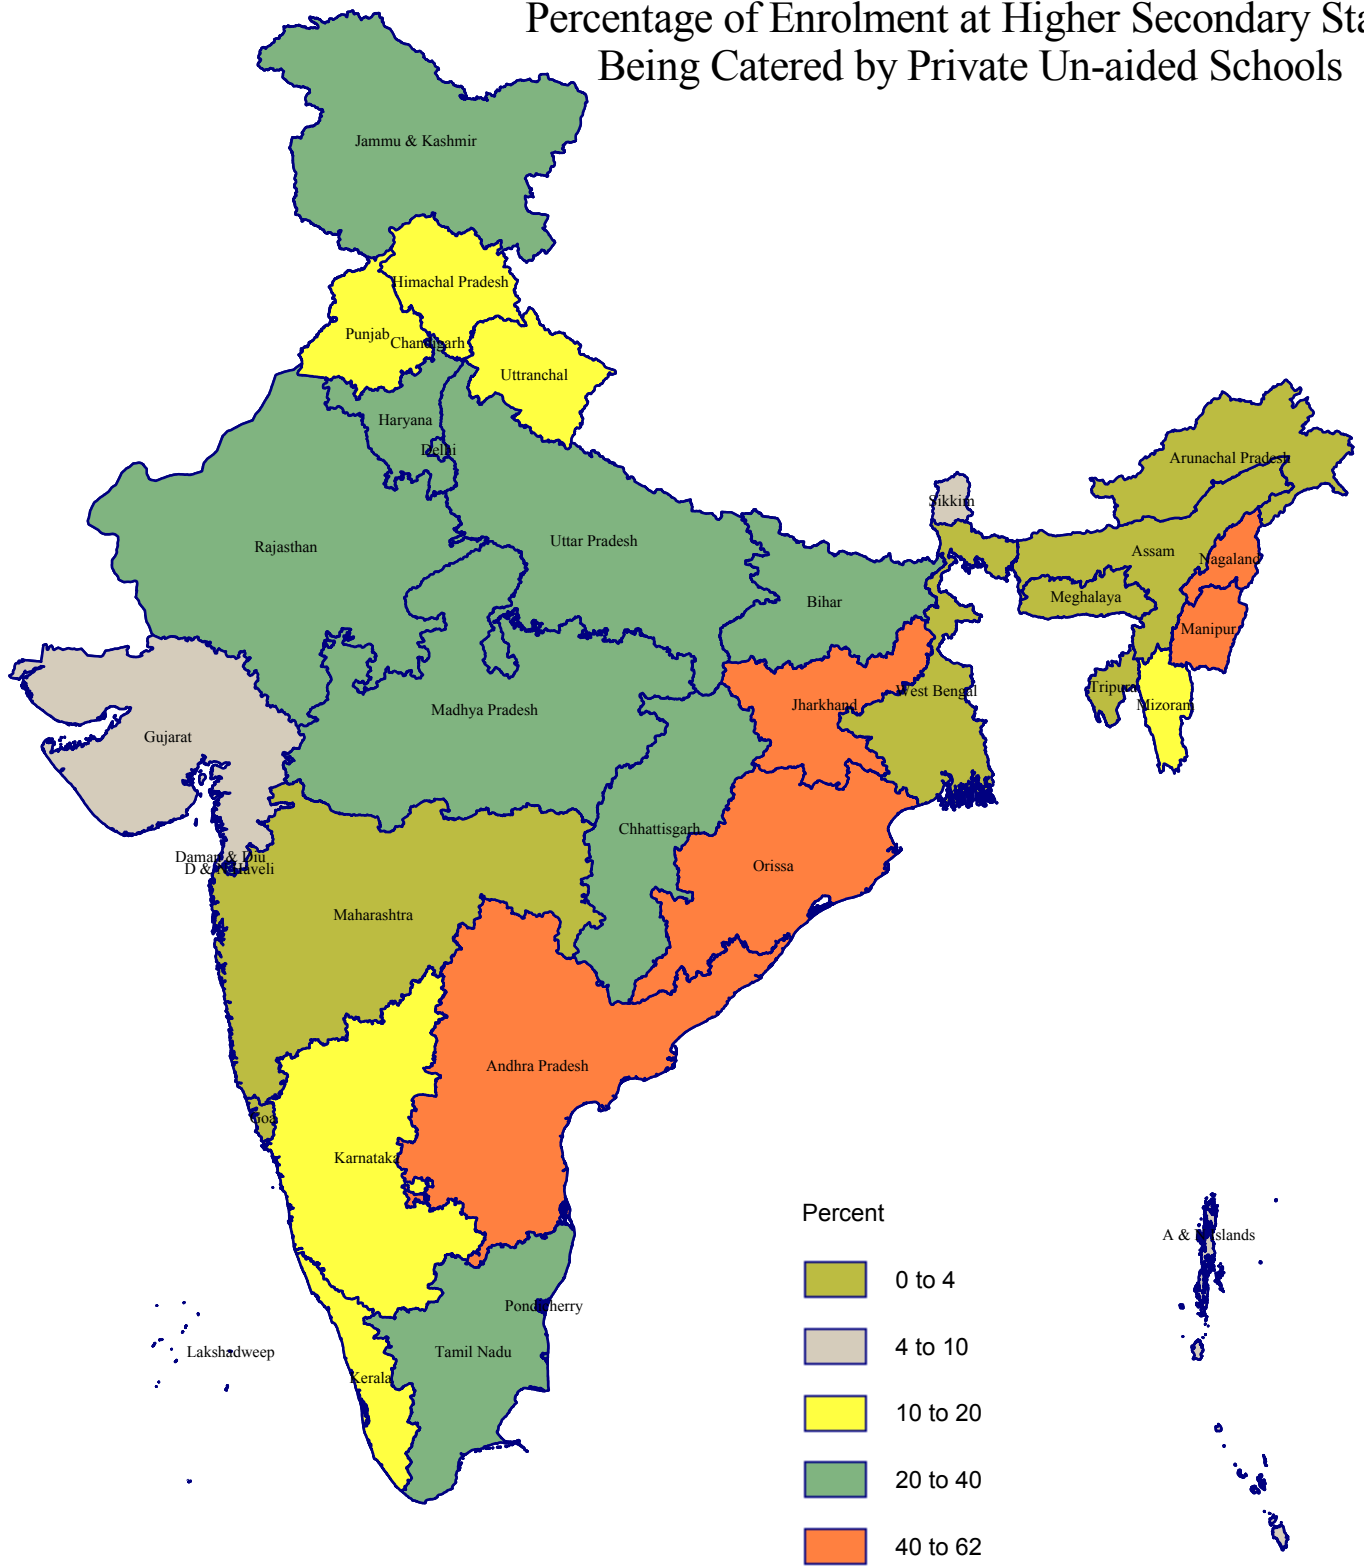 Percentage of Enrolment at Higher Secondary Sta
Being Catered by Private Un-aided Schools
Jammu & Kashmir
Himachal Pradesh
Punjab
Chandigarh
Uttranchal
Haryana
Delhi
Arunachal Pradesh
Sikkim
Rajasthan
Uttar Pradesh
Assam
Nagaland
Bihar
Meghalaya
Manipur
Tripura
West Bengal
Jharkhand
Mizoram
Madhya Pradesh
Gujarat
Chhattisgarh
Daman & Diu
D & N Haveli
Orissa
Maharashtra
Andhra Pradesh
Goa
Karnataka
Percent
A & N Islands
0 to 4
Pondicherry
4 to 10
Lakshadweep
Tamil Nadu
Kerala
10 to 20
20 to 40
40 to 62